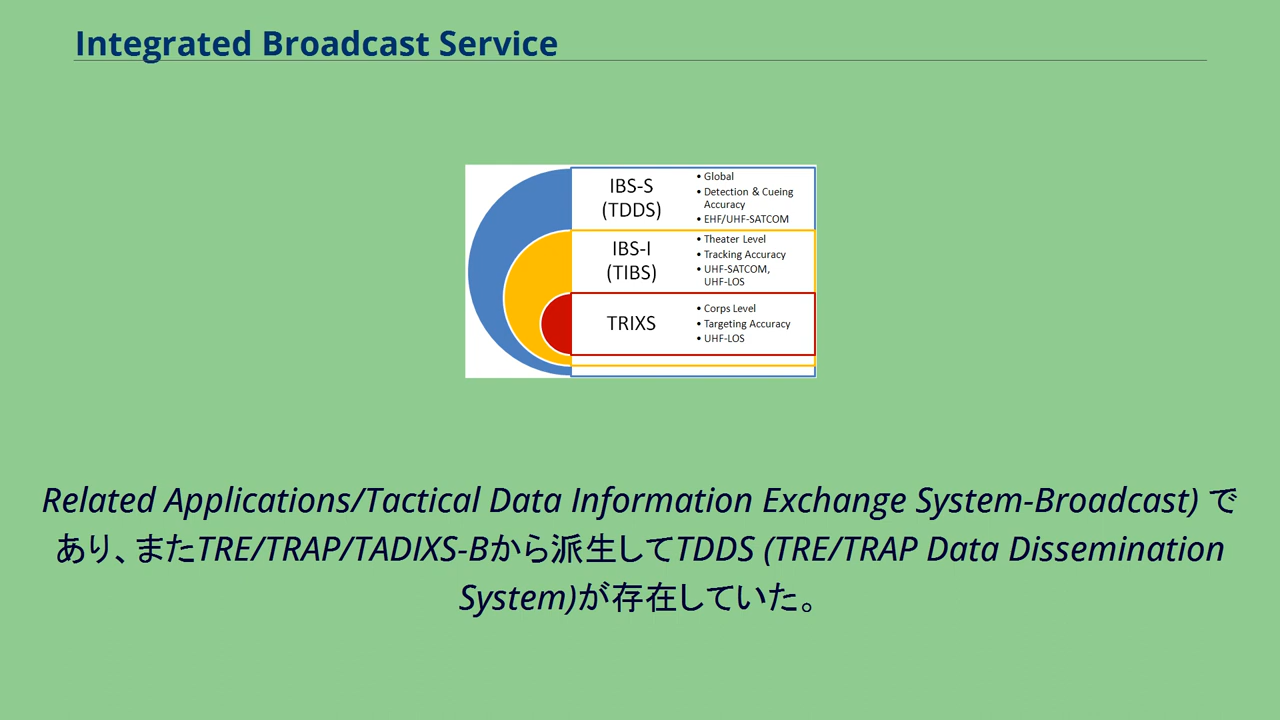 Integrated Broadcast Service
IBS-S
(TDDS)
• Global
• Detection & Cueing
Accuracy
• EHF/UHF-SATCOM
IBS-I
(TIBS)
• Theater Level
• Tracking Accuracy
• UHF-SATCOM,
UHF-LOS
TRIXS
• Corps Level
• Targeting Accuracy
• UHF-LOS
Related Applications/Tactical Data Information Exchange System-Broadcast) で
あり、またTRE/TRAP/TADIXS-Bから派生してTDDS (TRE/TRAP Data Dissemination
System)が存在していた。